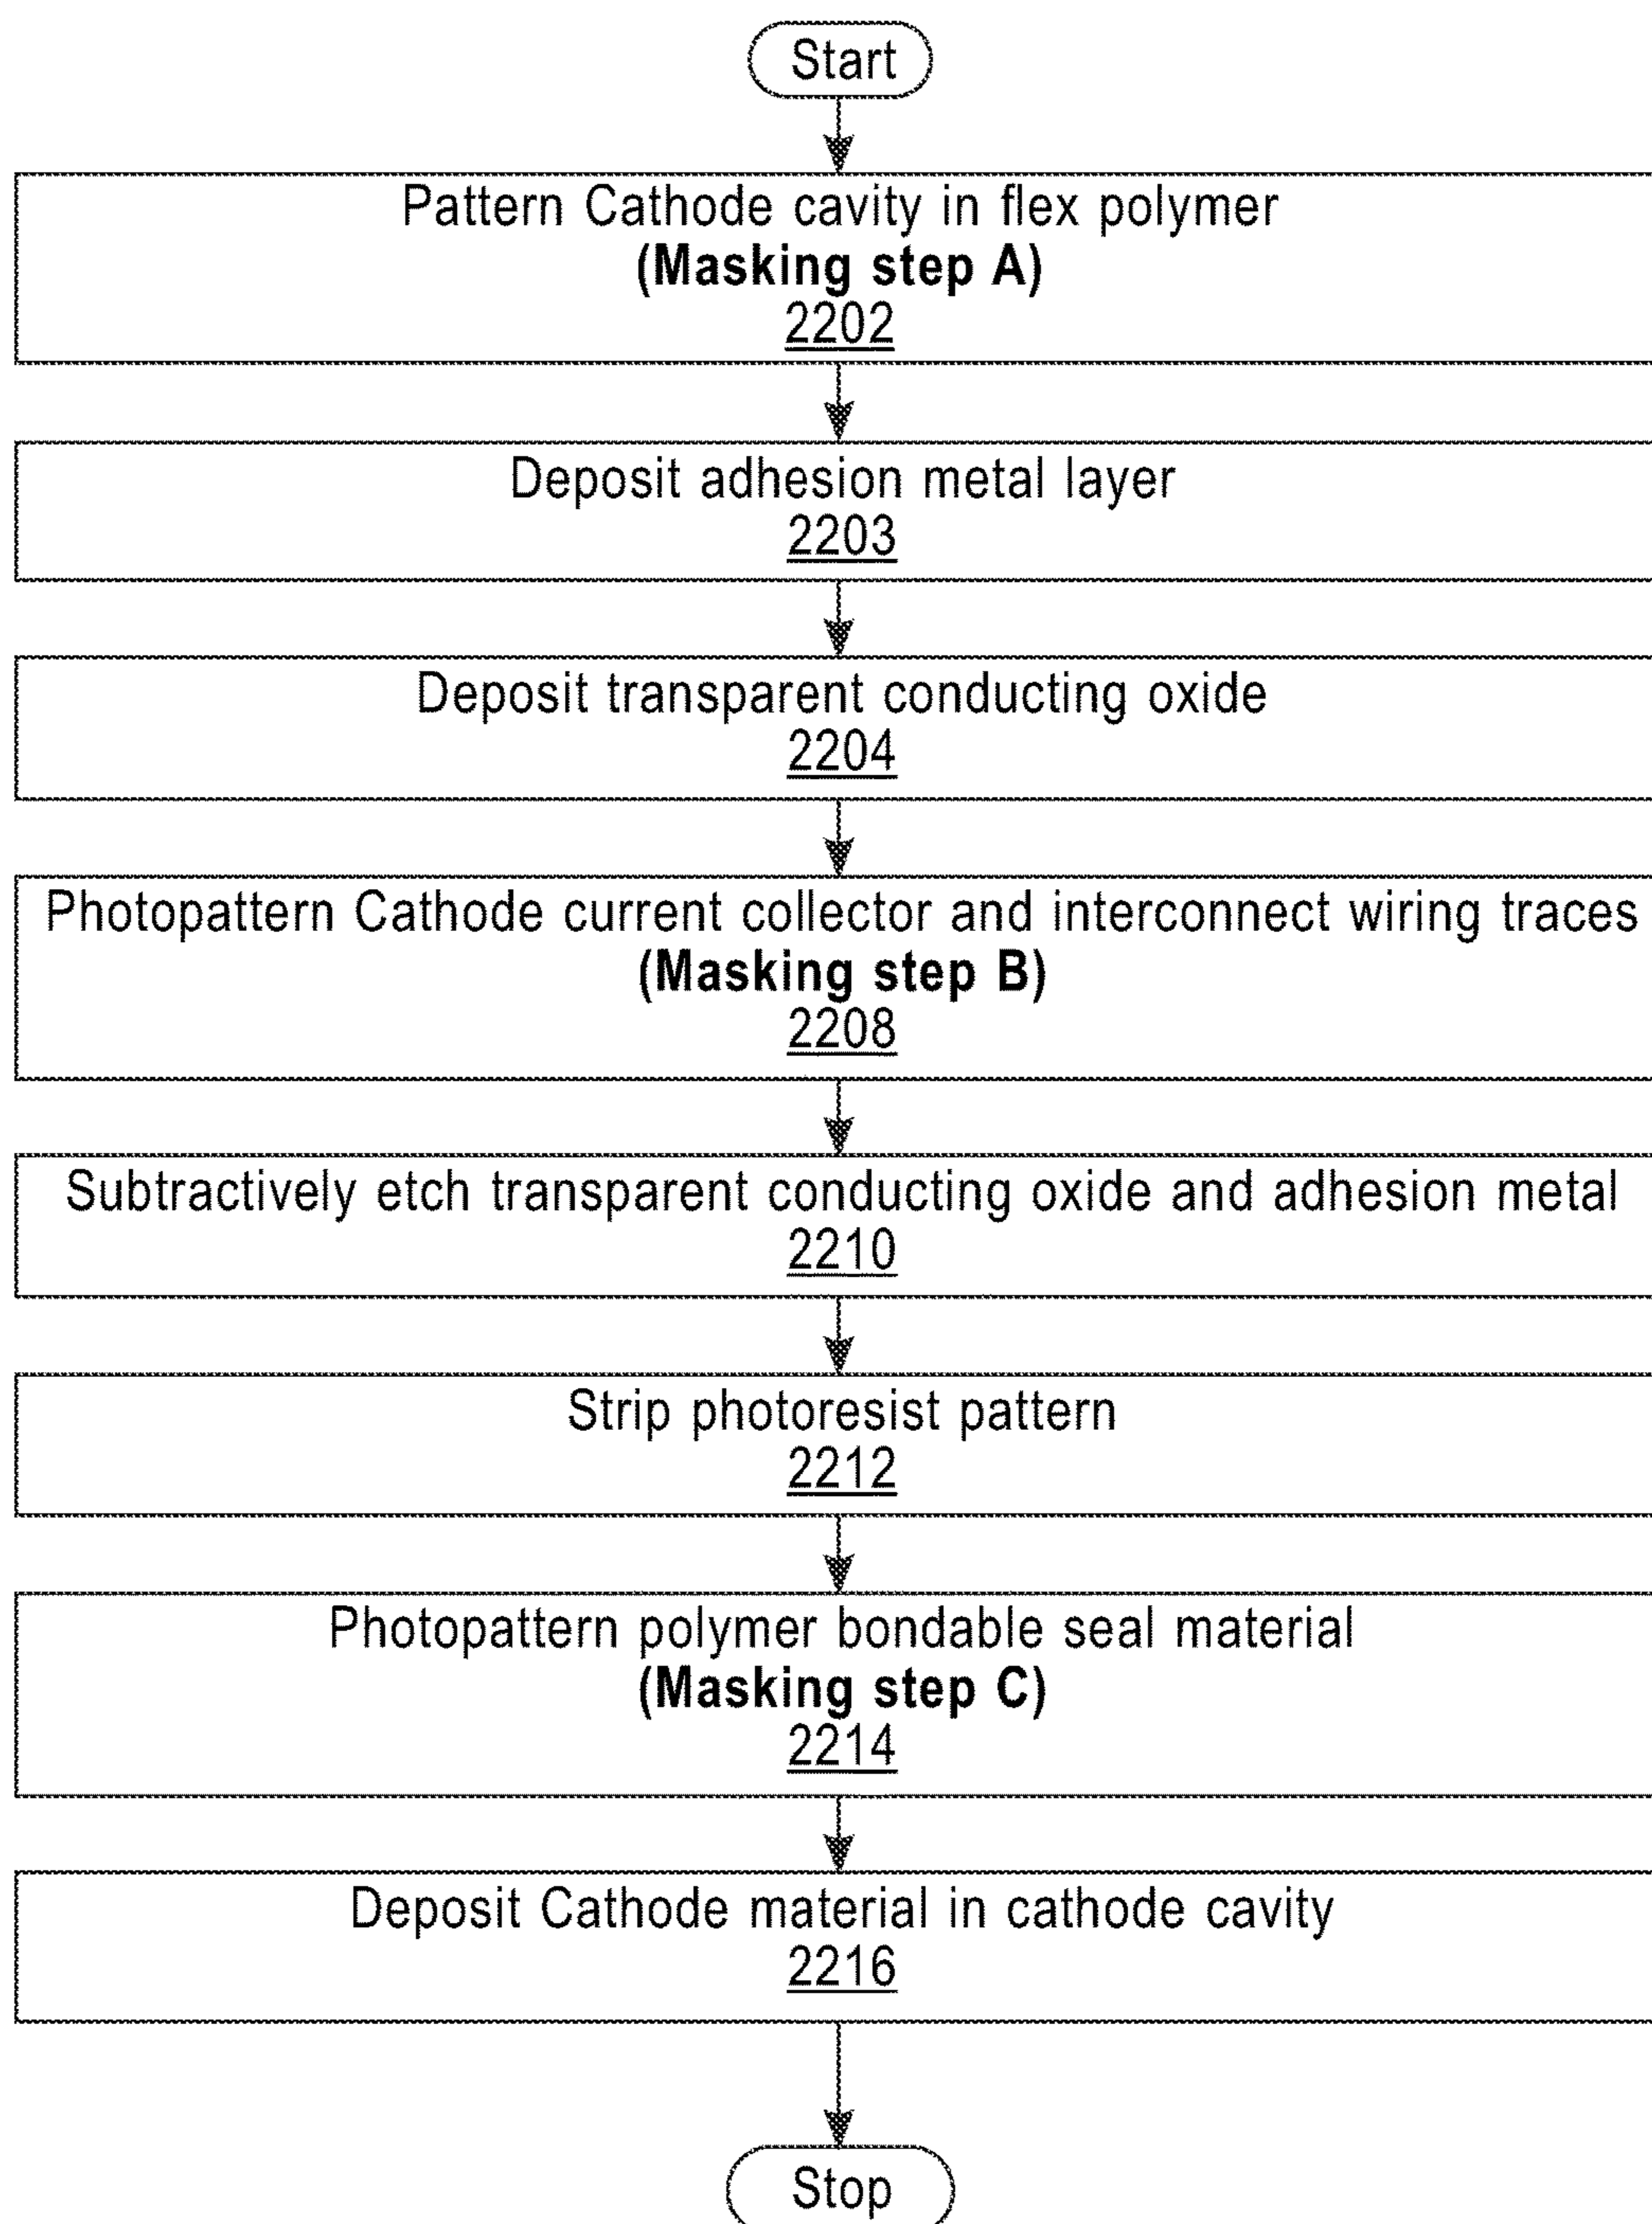 Start
Pattern Cathode cavity in flex polymer
(Masking step A)
2202
Deposit adhesion metal layer
2203
Deposit transparent conducting oxide
2204
Photopattern Cathode current collector and interconnect wiring traces
(Masking step B)
2208
Subtractively etch transparent conducting oxide and adhesion metal
2210
Strip photoresist pattern
2212
Photopattern polymer bondable seal material
(Masking step C)
2214
Deposit Cathode material in cathode cavity
2216
Stop